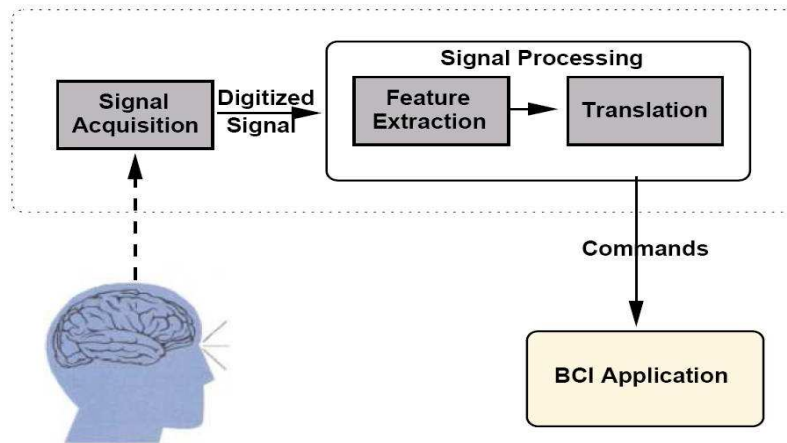 Signal Processing
Signal
Acquisition
Digitized
Signal
Feature
Extraction
Translation
Commands
BCI Application